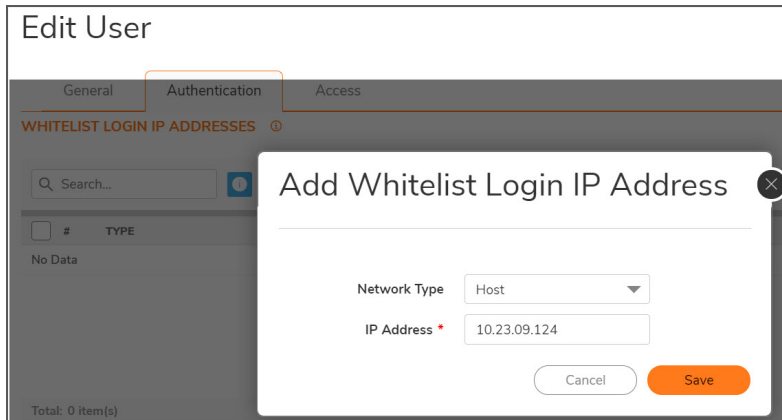 Edit User
General Authentication Access
WHITELIST LOGIN IP ADDRESSES
Search...
# TYPE
No Data
Total: 0 item(s)
Add Whitelist Login IP Address
Network Type Host
IP Address * 10.23.09.124
Cancel Save